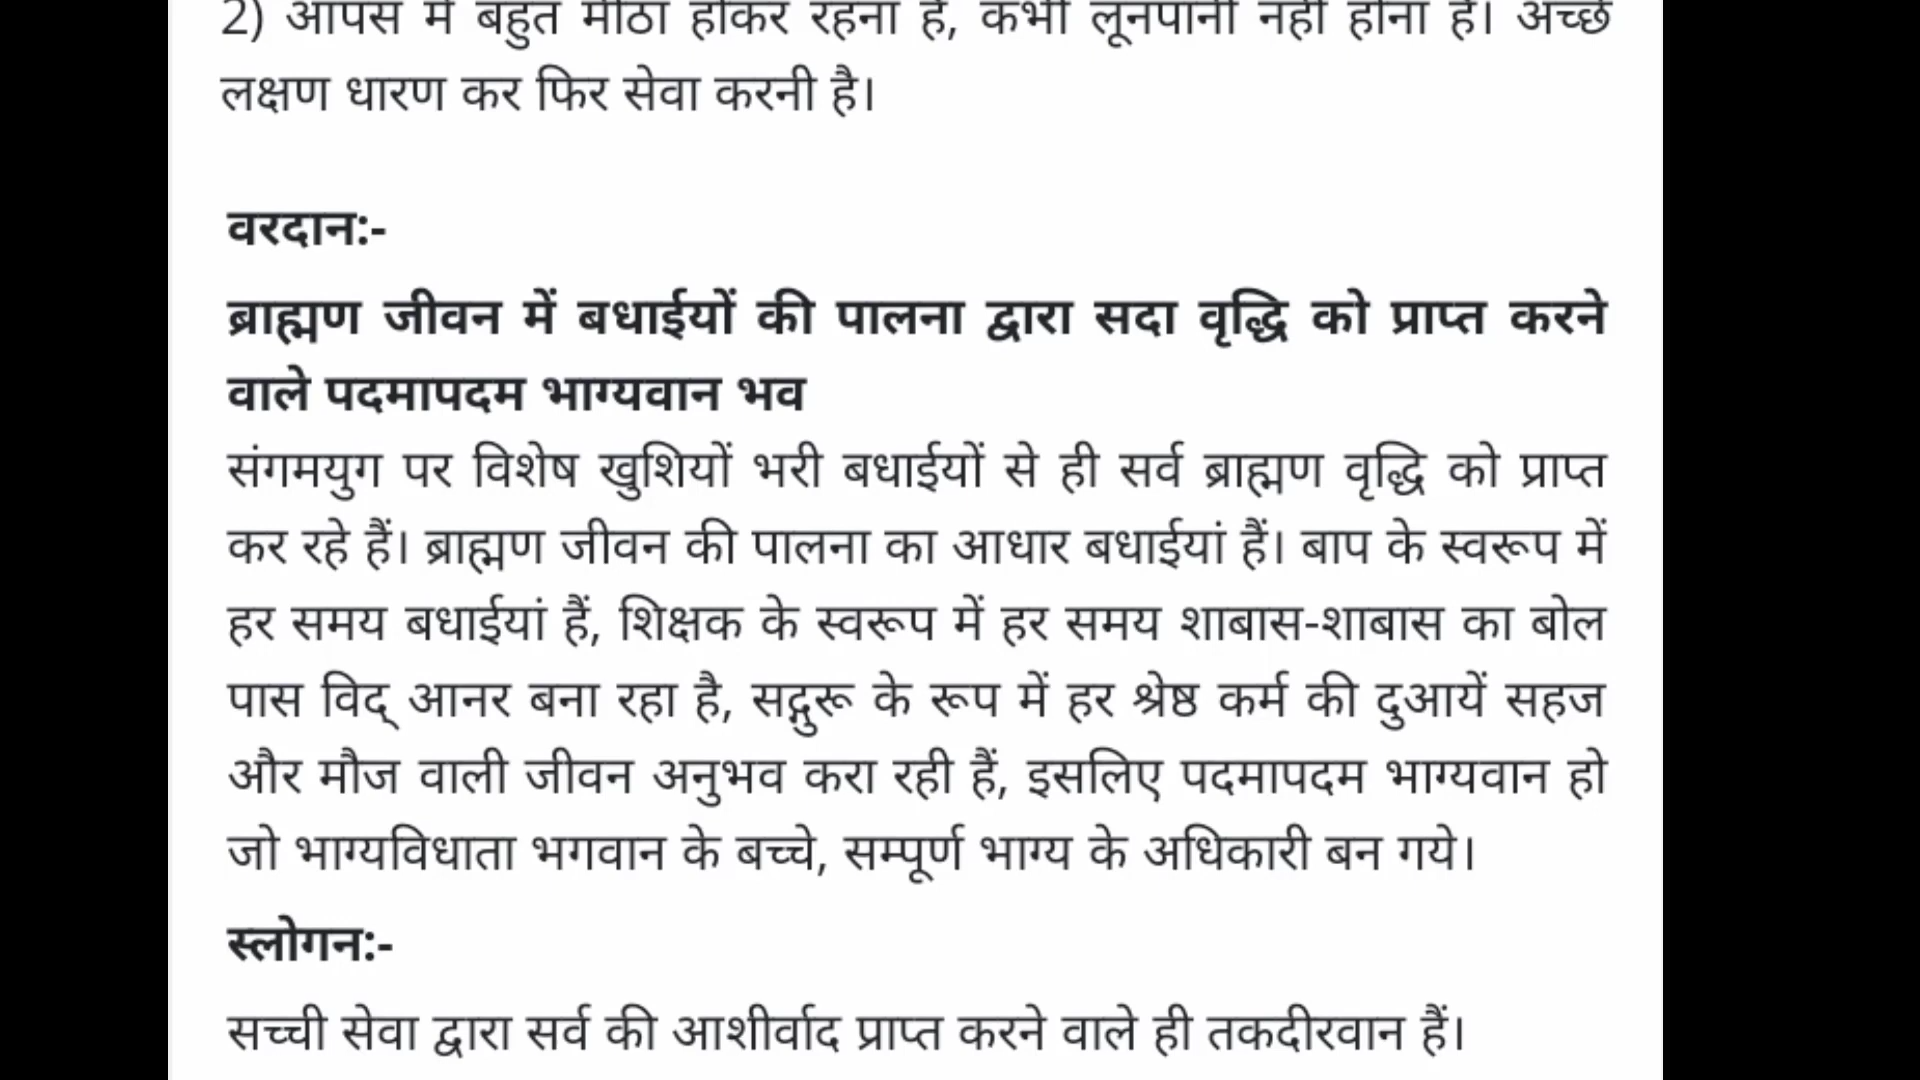 2) आपस में बहुत मीठा होकर रहना है, कभी लूनपानी नहीं होना है। अच्छे
लक्षण धारण कर फिर सेवा करनी है।
वरदान:-
ब्राह्मण जीवन में बधाईयों की पालना द्वारा सदा वृद्धि को प्राप्त करने
वाले पदमापदम भाग्यवान भव
संगमयुग पर विशेष खुशियों भरी बधाईयों से ही सर्व ब्राह्मण वृद्धि को प्राप्त
कर रहे हैं। ब्राह्मण जीवन की पालना का आधार बधाईयां हैं। बाप के स्वरूप में
हर समय बधाईयां हैं, शिक्षक के स्वरूप में हर समय शाबास-शाबास का बोल
पास विद् आनर बना रहा है, सद्गुरू के रूप में हर श्रेष्ठ कर्म की दुआयें सहज
और मौज वाली जीवन अनुभव करा रही हैं, इसलिए पदमापदम भाग्यवान हो
जो भाग्यविधाता भगवान के बच्चे, सम्पूर्ण भाग्य के अधिकारी बन गये।
स्लोगन:-
सच्ची सेवा द्वारा सर्व की आशीर्वाद प्राप्त करने वाले ही तकदीरवान हैं।